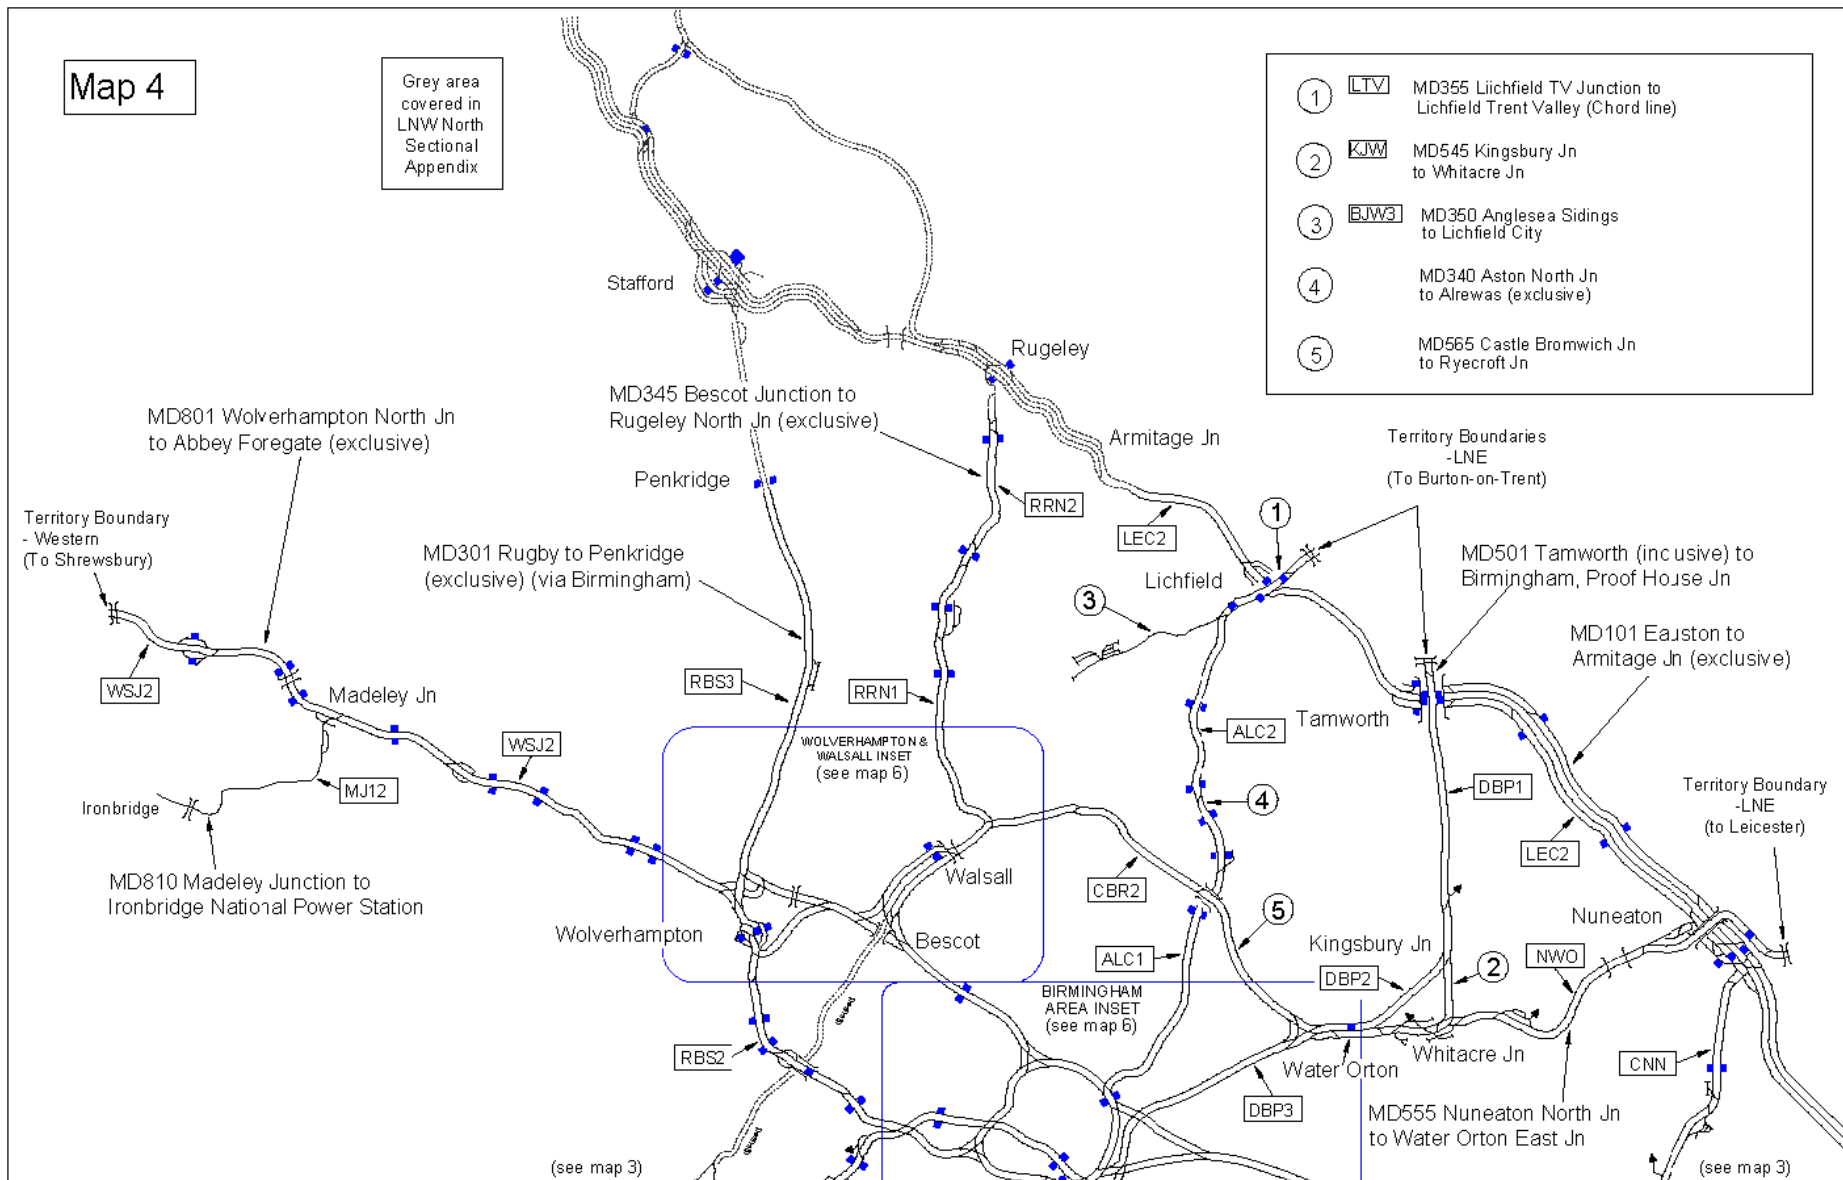 Map 4
Grey area
covered in
LNW North
Sectional
Appendix
1 LTV MD355 Liichfield TV Junction to
Lichfield Trent Valley (Chord line)
2 KJW MD545 Kingsbury Jn
to Whitacre Jn
3 BJW3 MD350 Anglesea Sidings
to Lichfield City
4 MD340 Aston North Jn
to Alrewas (exclusive)
5 MD565 Castle Bromwich Jn
to Ryecroft Jn
Stafford
Rugeley
MD345 Bescot Junction to
Rugeley North Jn (exclusive)
MD801 Wolverhampton North Jn
to Abbey Foregate (exclusive)
Armitage Jn
Territory Boundaries
-LNE
(To Burton-on-Trent)
Penkridge
RRN2
Territory Boundary
- Western
(To Shrewsbury)
LEC2
1
MD301 Rugby to Penkridge
(exclusive) (via Birmingham)
MD501 Tamworth (inc usive) to
Birmingham, Proof House Jn
Lichfield
3
MD101 Eauston to
Armitage Jn (exclusive)
WSJ2
Madeley Jn
RBS3
RRN1
Tamworth
ALC2
WSJ2
WOLVERHAMPTON &
WALSALL INSET
(see map 6)
MJ12
Ironbridge
4
DBP1
Territory Boundary
-LNE
(to Leicester)
LEC2
MD810 Madeley Junction to
Ironbridge National Power Station
Walsall
CBR2
Wolverhampton
Bescot
5
Nuneaton
Kingsbury Jn
ALC1
2
NWO
DBP2
BIRMINGHAM
AREA INSET
(see map 6)
RBS2
Whitacre Jn
Water Orton
CNN
DBP3
MD555 Nuneaton North Jn
to Water Orton East Jn
(see map 3)
(see map 3)